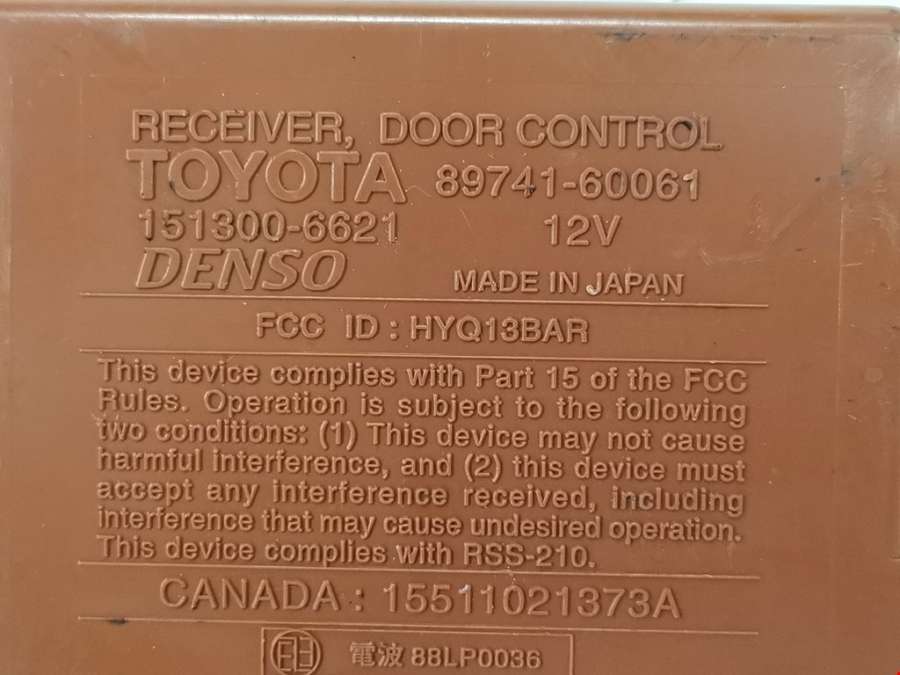 RECEIVER, DOOR CONTROL
TOYOTA 89741-60061
151300-6621 12V
DENSO MADE IN JAPAN
FCC ID : HYQ13BAR
This device complies with Part 15 of the FCC
Rules. Operation is subject to the following
two conditions: (1) This device may not cause
harmful interference, and (2) this device must
accept any interference received, including
interference that may cause undesired operation.
This device complies with RSS-210.
CANADA : 15511021373A
電波 88LP0036